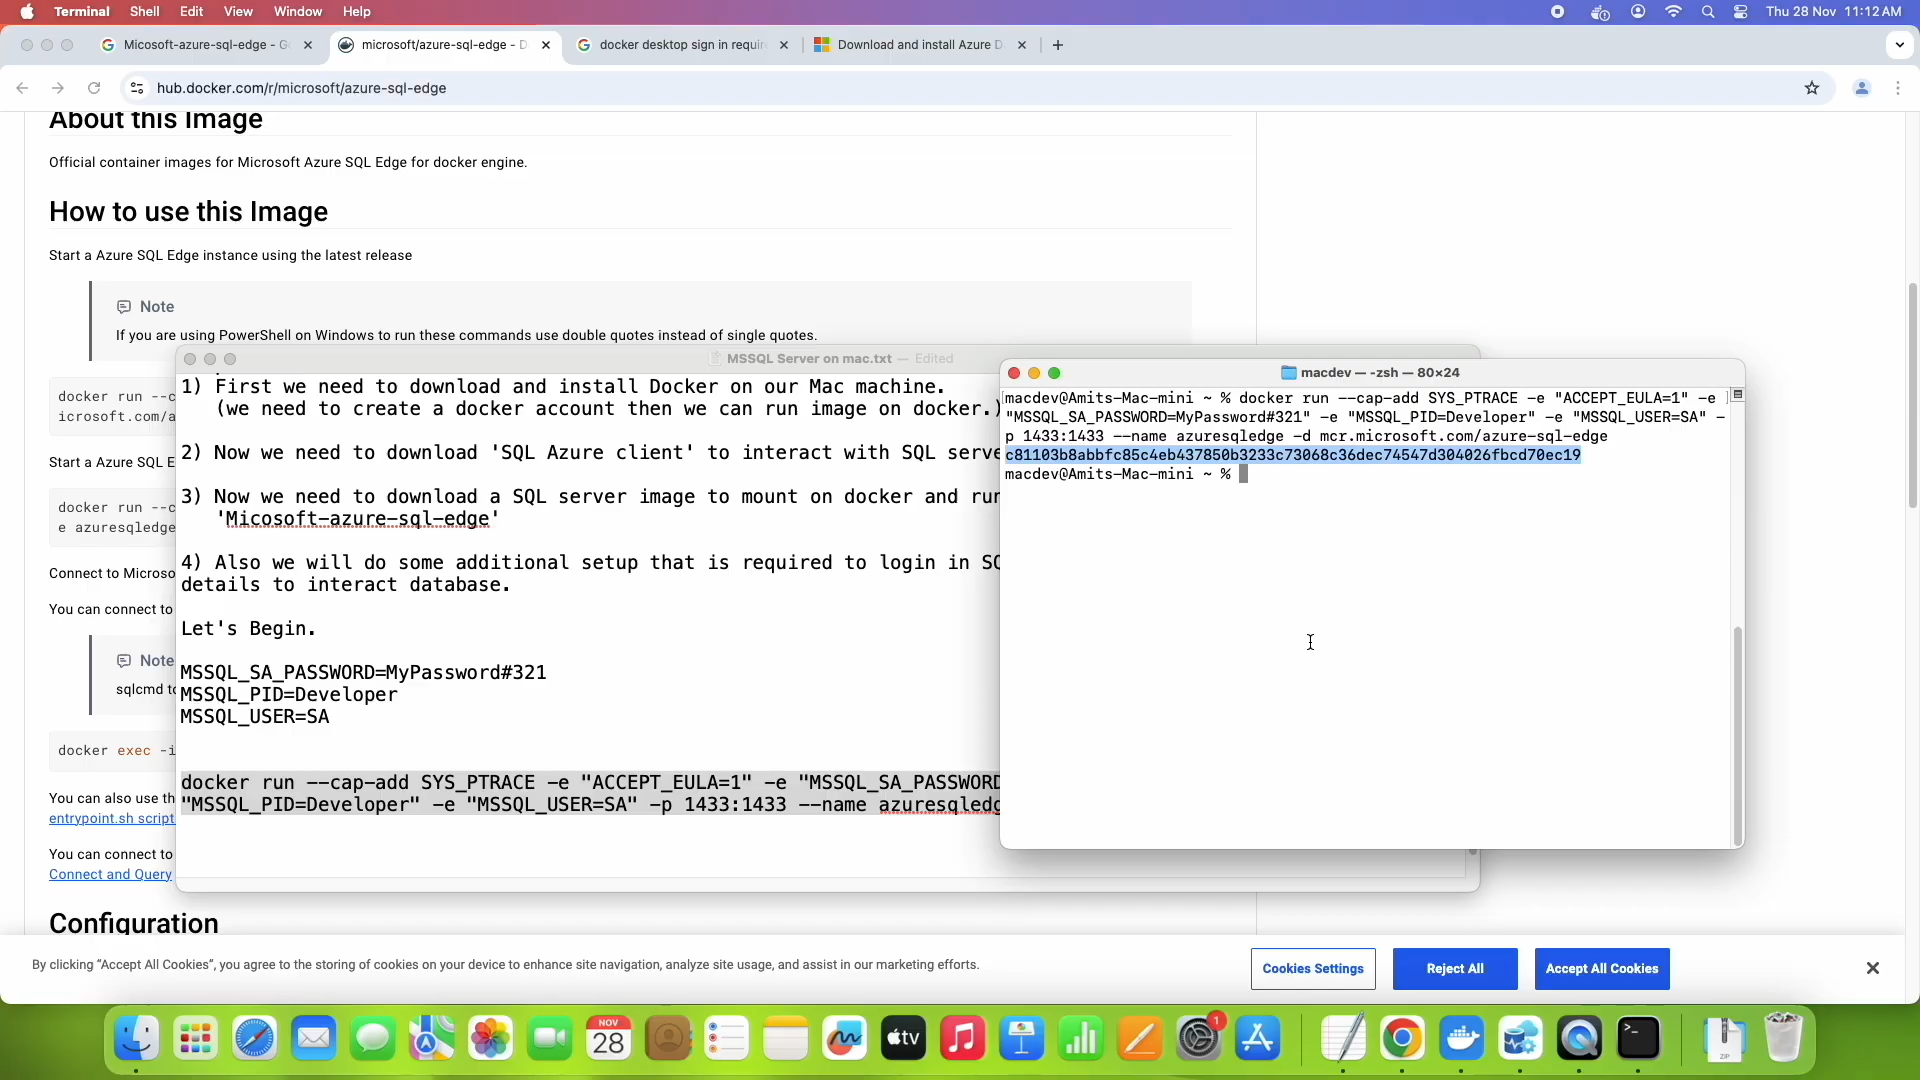 Terminal Shell Edit View Window Help
Thu 28 Nov 11:12 AM
Micosoft-azure-sql-edge - G
microsoft/azure-sql-edge - D
docker desktop sign in requir
Download and install Azure D
hub.docker.com/r/microsoft/azure-sql-edge
About this Image
Official container images for Microsoft Azure SQL Edge for docker engine.
How to use this Image
Start a Azure SQL Edge instance using the latest release
Note
If you are using PowerShell on Windows to run these commands use double quotes instead of single quotes.
docker run --c
icrosoft.com/a
Start a Azure SQL E
docker run --c
e azuresqledge
Connect to Microso
You can connect to
Note
sqlcmd to
docker exec -i
You can also use th
entrypoint.sh script
You can connect to
Connect and Query
Configuration
MSSQL Server on mac.txt — Edited
1) First we need to download and install Docker on our Mac machine.
(we need to create a docker account then we can run image on docker.)
2) Now we need to download 'SQL Azure client' to interact with SQL serve
3) Now we need to download a SQL server image to mount on docker and run
'Micosoft-azure-sql-edge'
4) Also we will do some additional setup that is required to login in SQ
details to interact database.
Let's Begin.
MSSQL_SA_PASSWORD=MyPassword#321
MSSQL_PID=Developer
MSSQL_USER=SA
docker run --cap-add SYS_PTRACE -e "ACCEPT_EULA=1" -e "MSSQL_SA_PASSWORD
"MSSQL_PID=Developer" -e "MSSQL_USER=SA" -p 1433:1433 --name azuresqledg
macdev — -zsh — 80×24
macdev@Amits-Mac-mini ~ % docker run --cap-add SYS_PTRACE -e "ACCEPT_EULA=1" -e
"MSSQL_SA_PASSWORD=MyPassword#321" -e "MSSQL_PID=Developer" -e "MSSQL_USER=SA" -
p 1433:1433 --name azuresqledge -d mcr.microsoft.com/azure-sql-edge
c81103b8abbfc85c4eb437850b3233c73068c36dec74547d304026fbcd70ec19
macdev@Amits-Mac-mini ~ %
By clicking “Accept All Cookies”, you agree to the storing of cookies on your device to enhance site navigation, analyze site usage, and assist in our marketing efforts.
Cookies Settings
Reject All
Accept All Cookies
NOV
28
tv
1
>_
ZIP